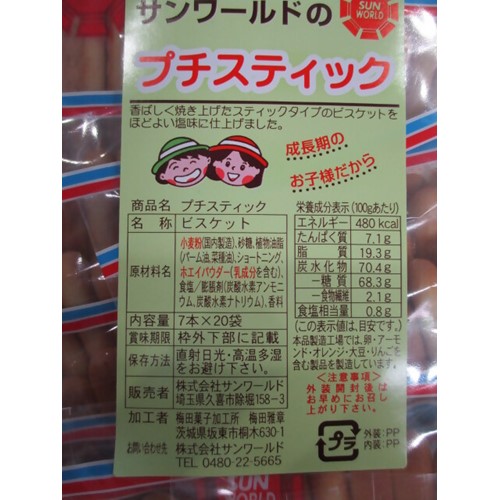 サンワールドの
SUN
WORLD
プチスティック
香ばしく焼き上げたスティックタイプのビスケットを
ほどよい塩味に仕上げました。
成長期の
お子様だから
商品名 プチスティック
名称 ビスケット
原材料名 小麦粉(国内製造)、砂糖、植物油脂
(パーム油、菜種油)、ショートニング、
ホエイパウダー(乳成分を含む)、
食塩/膨脹剤(炭酸水素アンモニ
ウム、炭酸水素ナトリウム)、香料
内容量 7本×20袋
賞味期限 枠外下部に記載
保存方法 直射日光・高温多湿
をお避け下さい。
販売者 株式会社サンワールド
埼玉県久喜市除堀158-3
加工者 梅田菓子加工所 梅田雅章
茨城県坂東市桐木630-1
お問い合わせ先 株式会社サンワールド
TEL 0480-22-5665
栄養成分表示(100gあたり)
エネルギー 480kcal
たんぱく質 7.1g
脂質 19.3g
炭水化物 70.4g
-糖質 68.3g
-食物繊維 2.1g
食塩相当量 0.8g
(この表示値は、目安です。)
本品製造工場では、卵・アーモ
ンド・オレンジ・大豆・りんごを
含む製品を製造しています。
<注意事項>
外装開封後は
お早めにお召し
上がり下さい。
プラ
外装:PP
内装:PP
SUN
WORLD